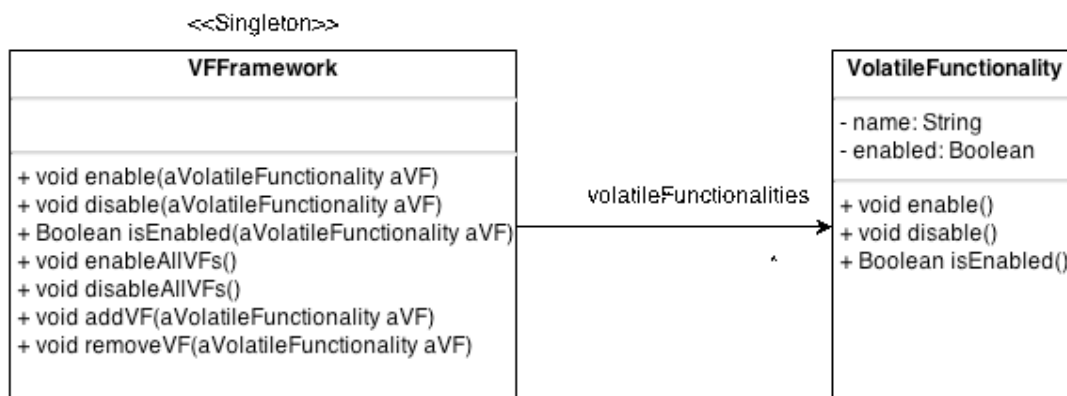 <<Singleton>>
VFFramework
+ void enable(aVolatileFunctionality aVF)
+ void disable(aVolatileFunctionality aVF)
+ Boolean isEnabled(aVolatileFunctionality aVF)
+ void enableAllVFs()
+ void disableAllVFs()
+ void addVF(aVolatileFunctionality aVF)
+ void removeVF(aVolatileFunctionality aVF)
volatileFunctionalities
*
VolatileFunctionality
- name: String
- enabled: Boolean
+ void enable()
+ void disable()
+ Boolean isEnabled()